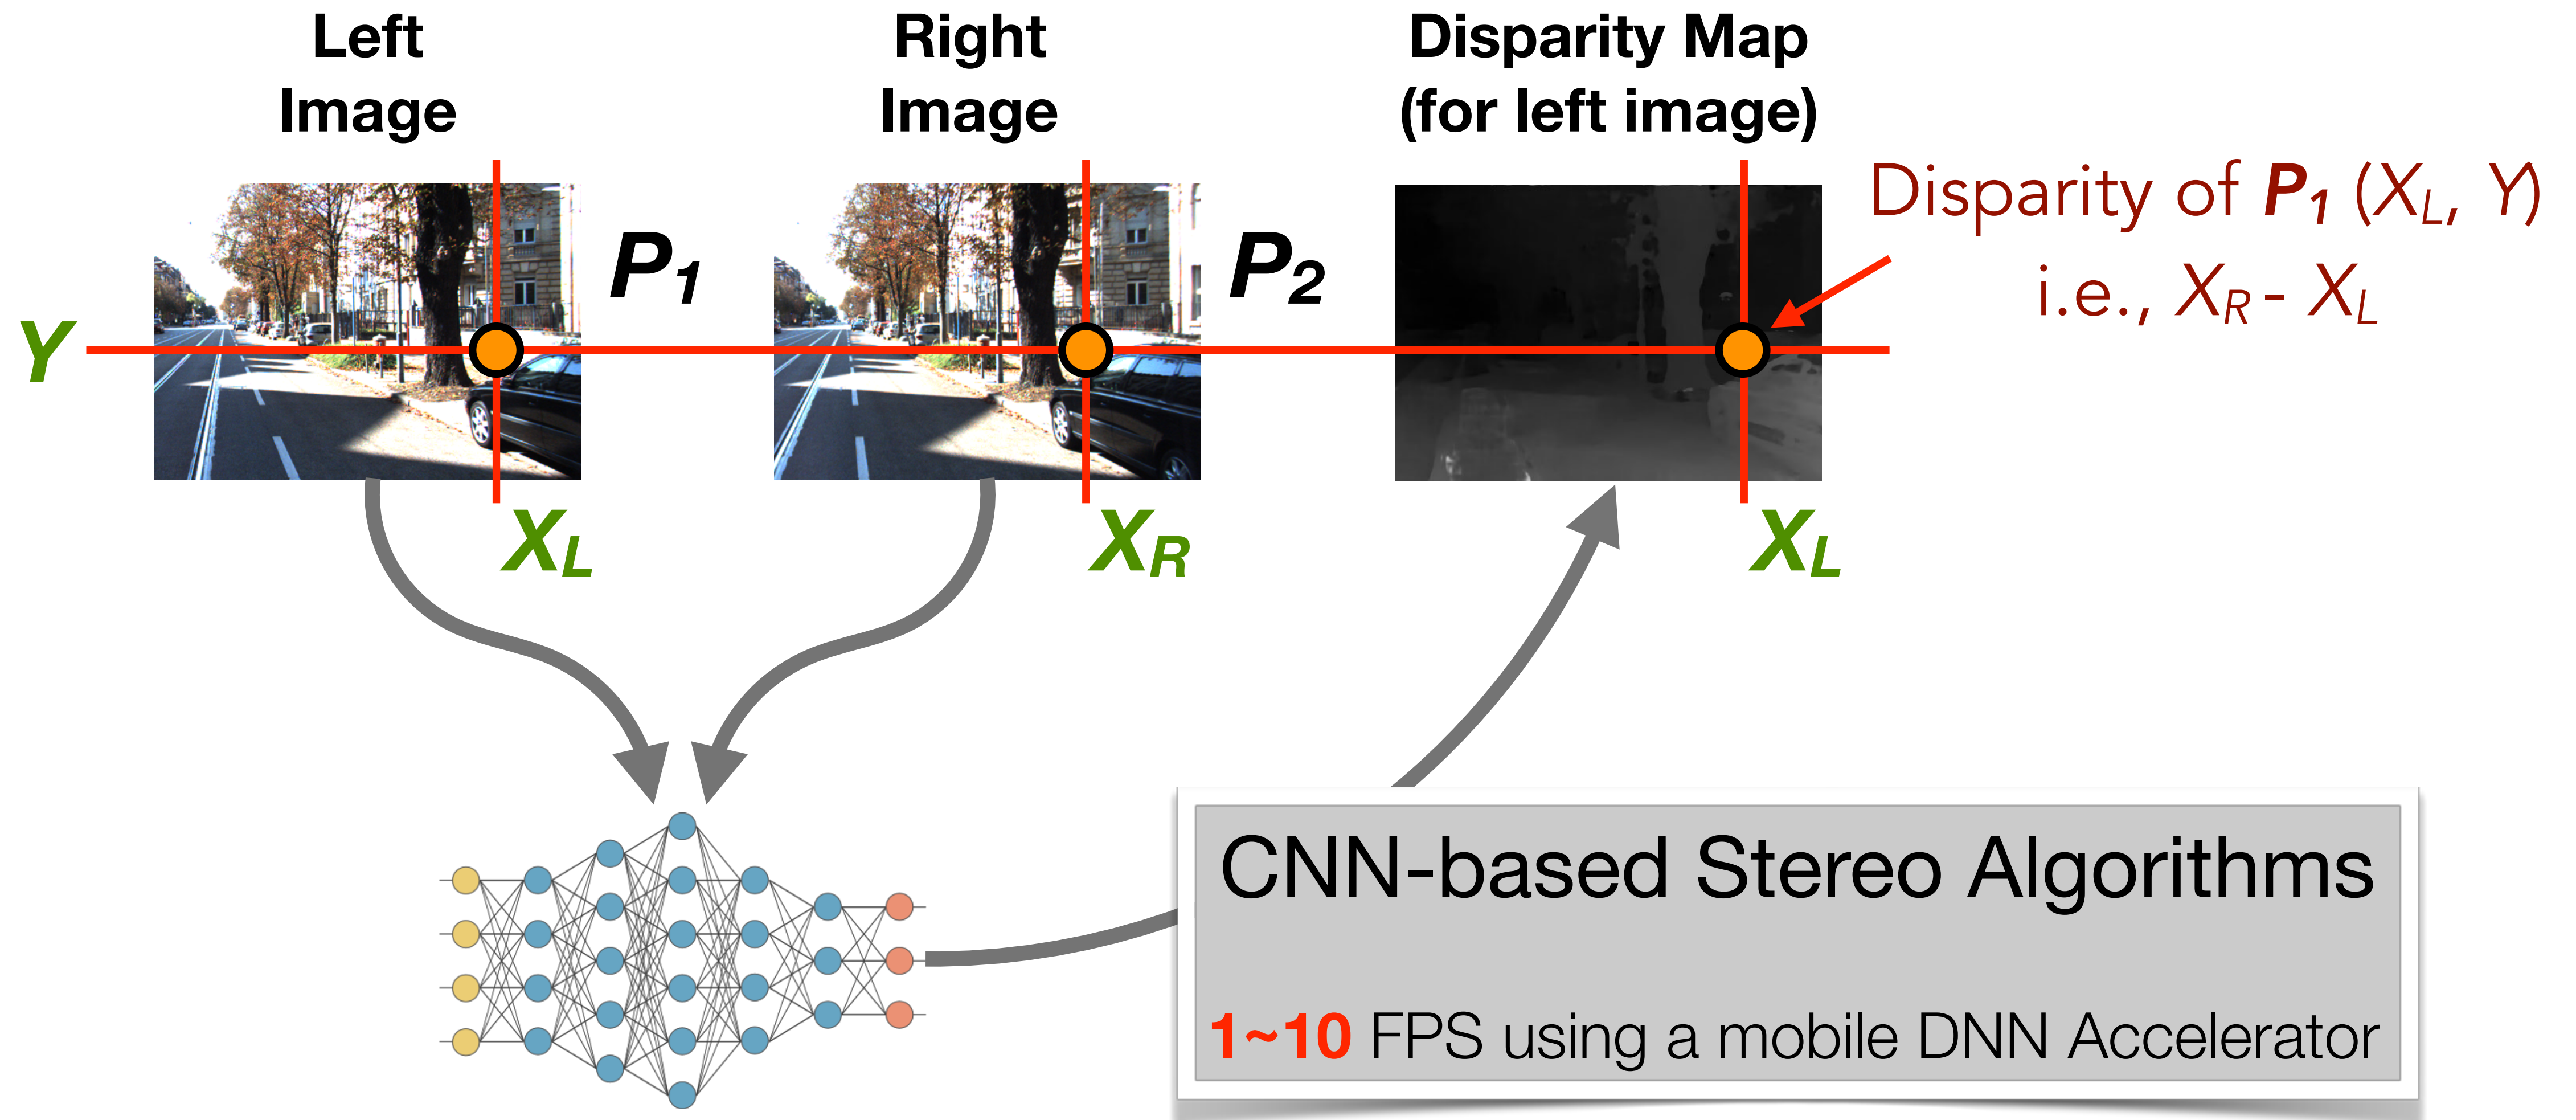 Left
Image
Right
Image
Disparity Map
(for left image)
Disparity of P1 (XL, Y)
i.e., XR - XL
P1
P2
Y
XL
XR
XL
CNN-based Stereo Algorithms
1~10 FPS using a mobile DNN Accelerator